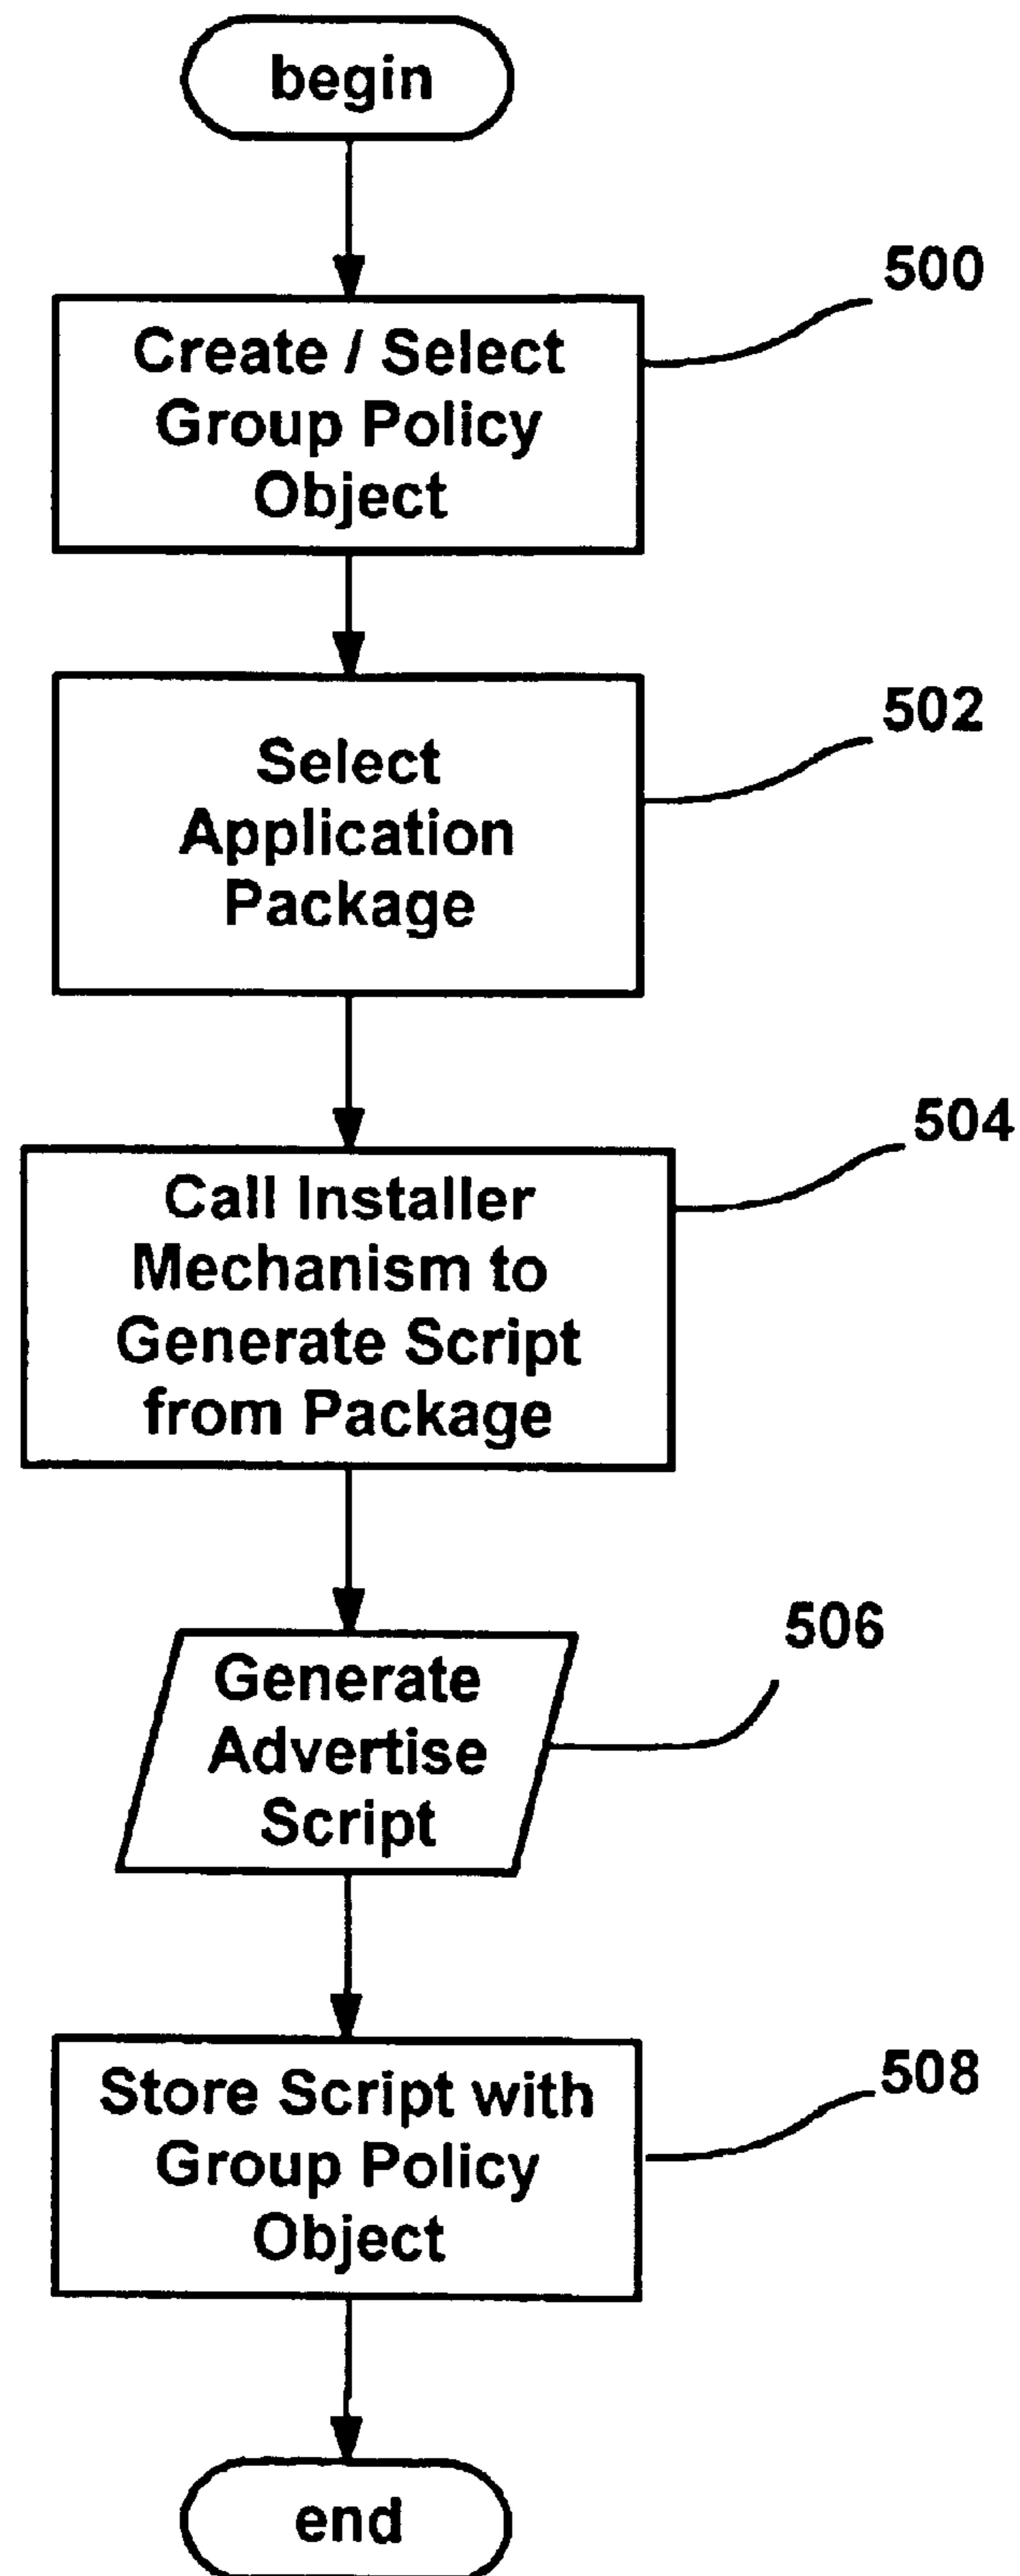 begin
500
Create / Select
Group Policy
Object
502
Select
Application
Package
504
Call Installer
Mechanism to
Generate Script
from Package
506
Generate
Advertise
Script
508
Store Script with
Group Policy
Object
end